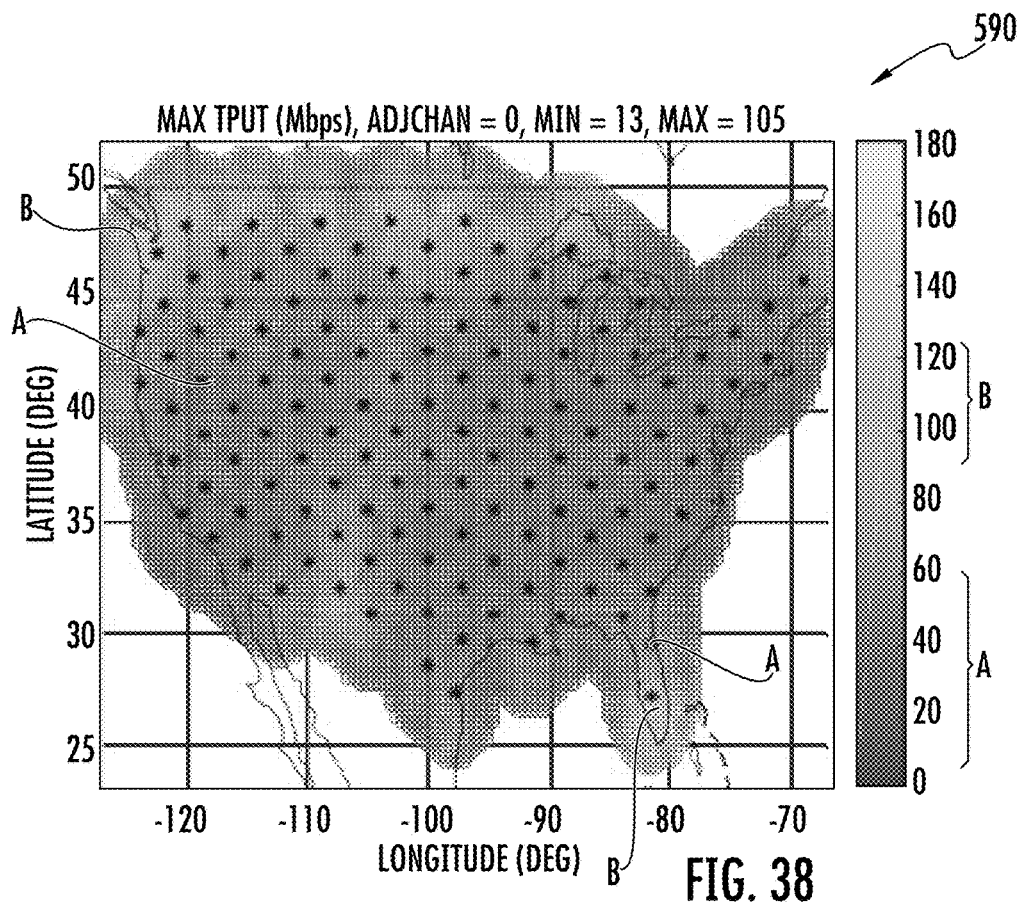 590
MAX TPUT (Mbps), ADJCHAN = 0, MIN = 13, MAX = 105
50
45
40
35
30
25
LATITUDE (DEG)
B
A
A
B
-120
-110
-100
-90
-80
-70
LONGITUDE (DEG)
180
160
140
120
100
80
60
40
20
0
B
A
FIG. 38